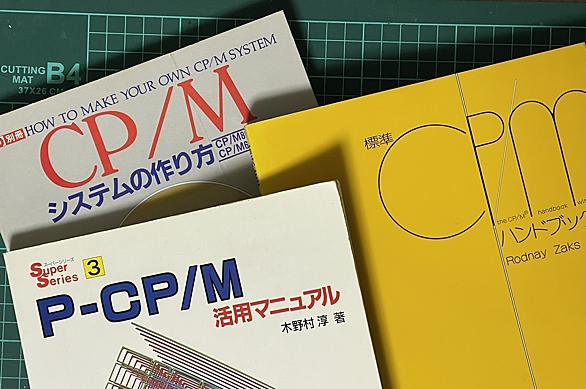 CUTTING
MAT B4
37X26 CM
別冊 HOW TO MAKE YOUR OWN CP/M SYSTEM
CP/M
システムの作り方
標準
CPM
the CP/M® handbook
ハンドブック
Rodnay Zaks
スーパーシリーズ
Super
Series 3
P-CP/M
活用マニュアル
木野村 淳 著